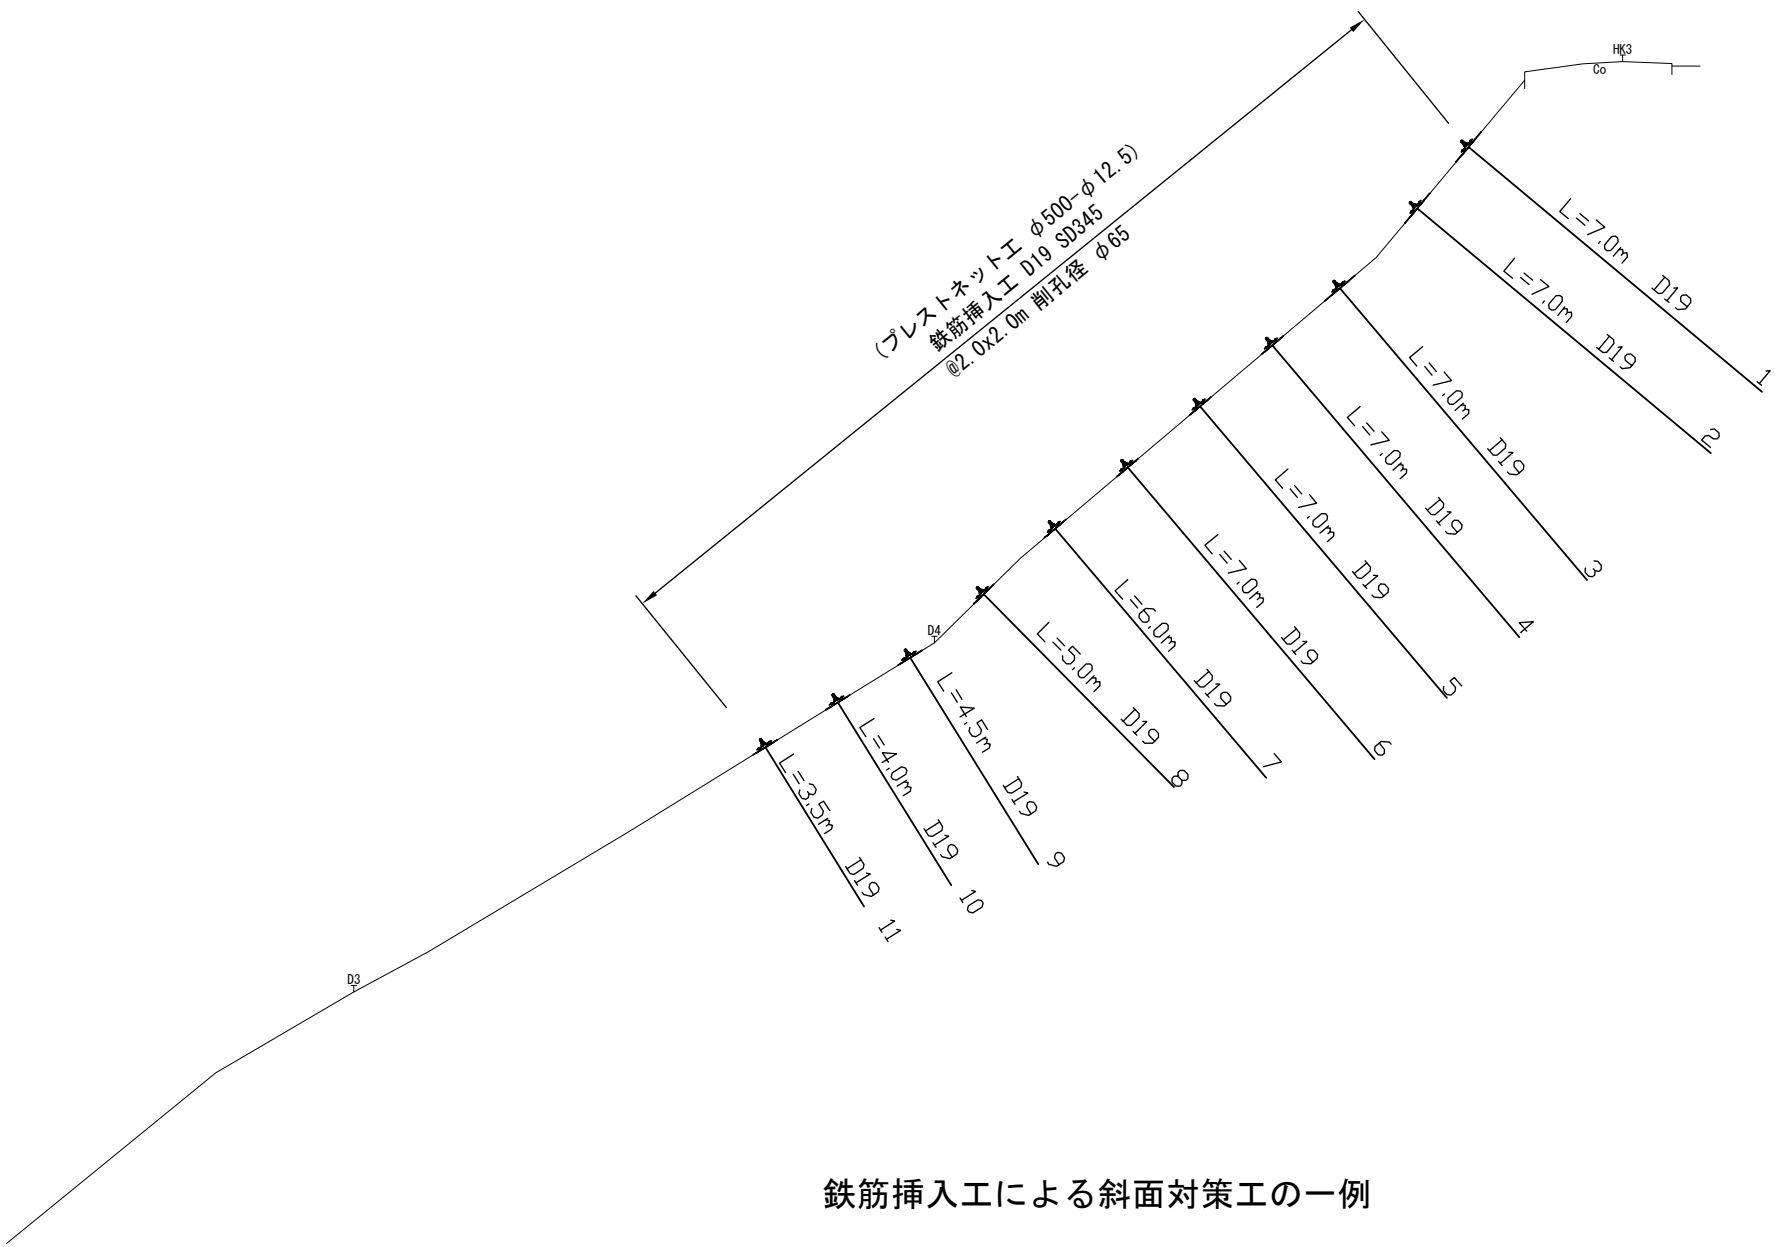 HK3
Co
(プレストネット工 φ500-φ12.5)
鉄筋挿入工 D19 SD345
@2.0x2.0m 削孔径 φ65
L=7.0m D19 1
L=7.0m D19 2
L=7.0m D19 3
L=7.0m D19 4
L=7.0m D19 5
L=7.0m D19 6
L=6.0m D19 7
L=5.0m D19 8
D4
L=4.5m D19 9
L=4.0m D19 10
L=3.5m D19 11
D3
鉄筋挿入工による斜面対策工の一例